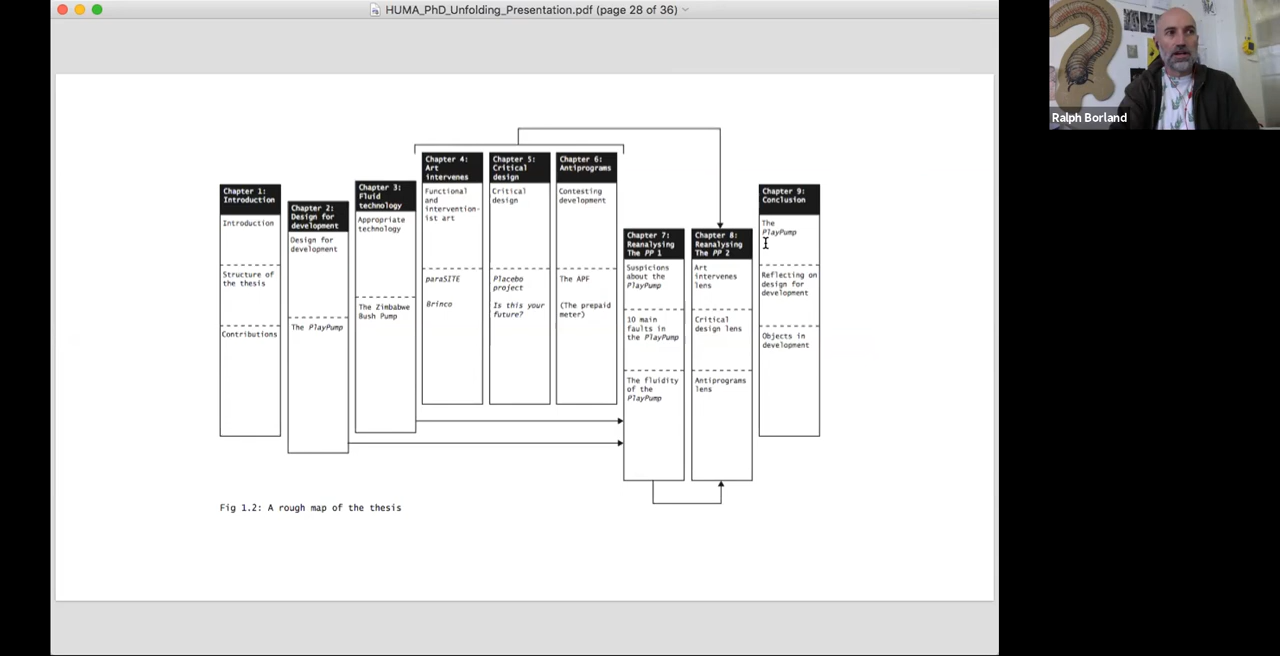 HUMA_PhD_Unfolding_Presentation.pdf (page 28 of 36)
Ralph Borland
Chapter 1:
Introduction
Introduction
Structure of
the thesis
Contributions
Chapter 2:
Design for
development
Design for
development
The PlayPump
Chapter 3:
Fluid
technology
Appropriate
technology
The Zimbabwe
Bush Pump
Chapter 4:
Art
intervenes
Functional
and
intervention-
ist art
paraSITE
Brinco
Chapter 5:
Critical
design
Critical
design
Placebo
project
Is this your
future?
Chapter 6:
Antiprograms
Contesting
development
The APF
(The prepaid
meter)
Chapter 7:
Reanalysing
The PP 1
Suspicions
about the
PlayPump
10 main
faults in
the PlayPump
The fluidity
of the
PlayPump
Chapter 8:
Reanalysing
The PP 2
Art
intervenes
lens
Critical
design lens
Antiprograms
lens
Chapter 9:
Conclusion
The
PlayPump
Reflecting on
design for
development
Objects in
development
Fig 1.2: A rough map of the thesis